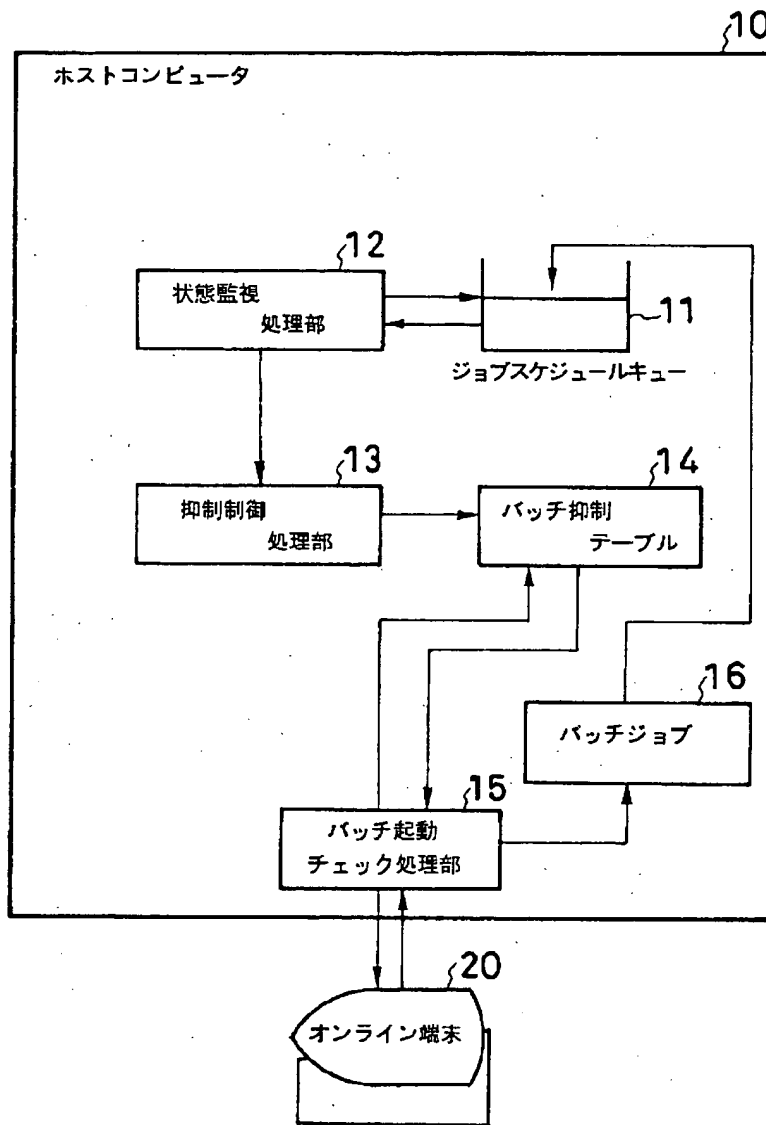 10
ホストコンピュータ
12
状態監視
処理部
11
ジョブスケジュールキュー
13
抑制制御
処理部
14
バッチ抑制
テーブル
16
バッチジョブ
15
バッチ起動
チェック処理部
20
オンライン端末